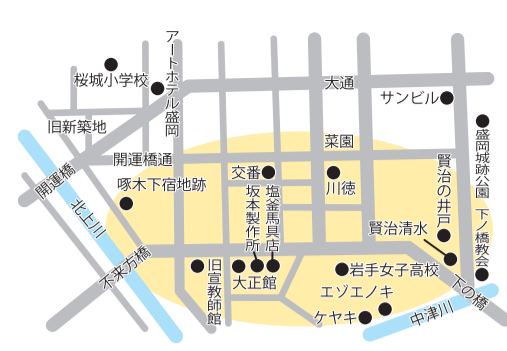 桜城小学校
アートホテル盛岡
大通
サンビル
旧新築地
盛岡城跡公園
菜園
開運橋通
開運橋
交番
川徳
賢治の井戸
啄木下宿地跡
坂本製作所
塩釜馬具店
下ノ橋教会
北上川
賢治清水
不来方橋
旧宣教師館
大正館
岩手女子高校
エゾエノキ
下の橋
ケヤキ
中津川